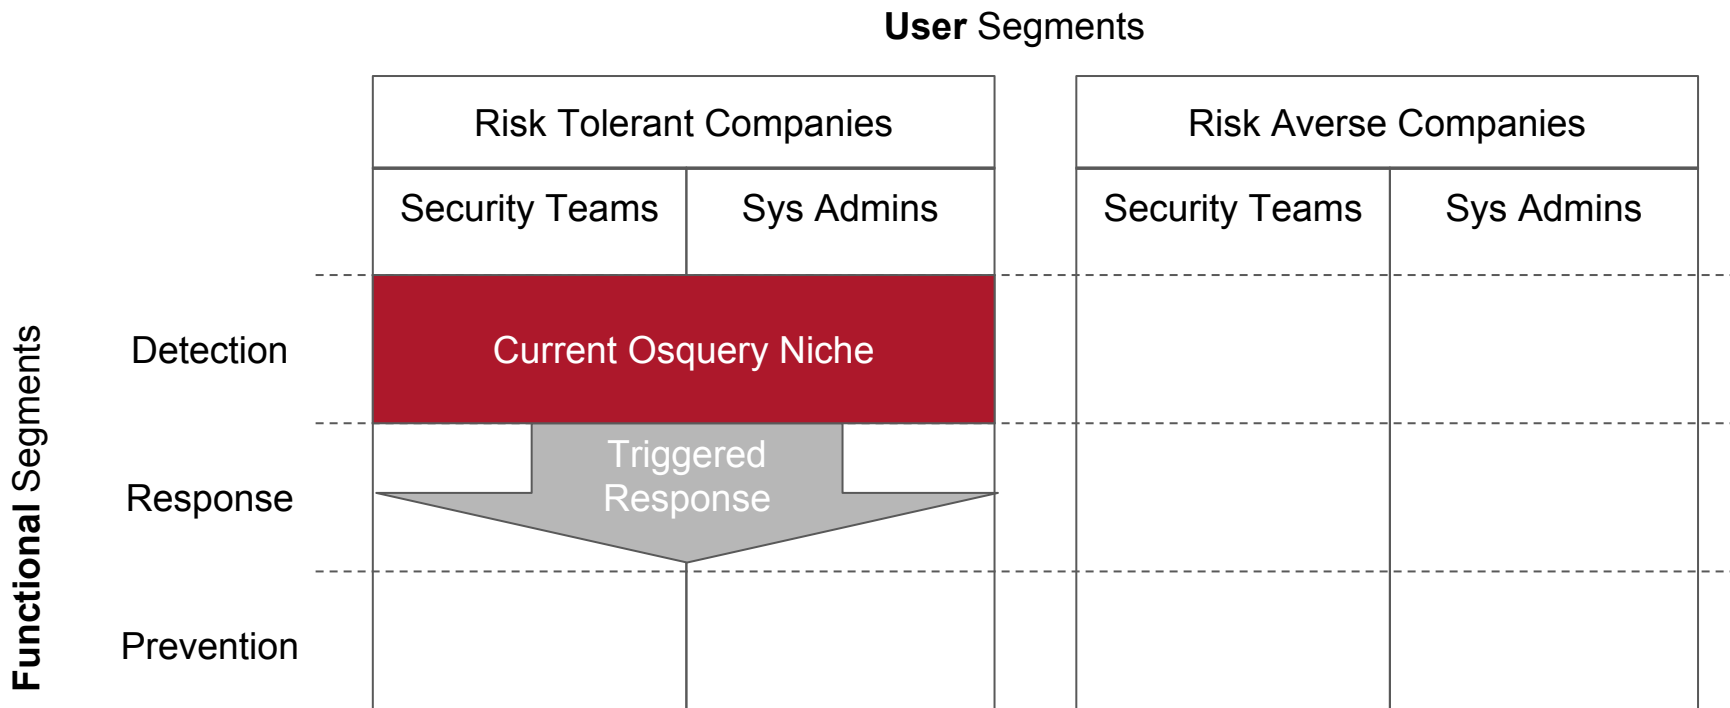 User Segments
Risk Tolerant Companies
Risk Averse Companies
Security Teams
Sys Admins
Security Teams
Sys Admins
Functional Segments
Detection
Current Osquery Niche
Response
Triggered
Response
Prevention